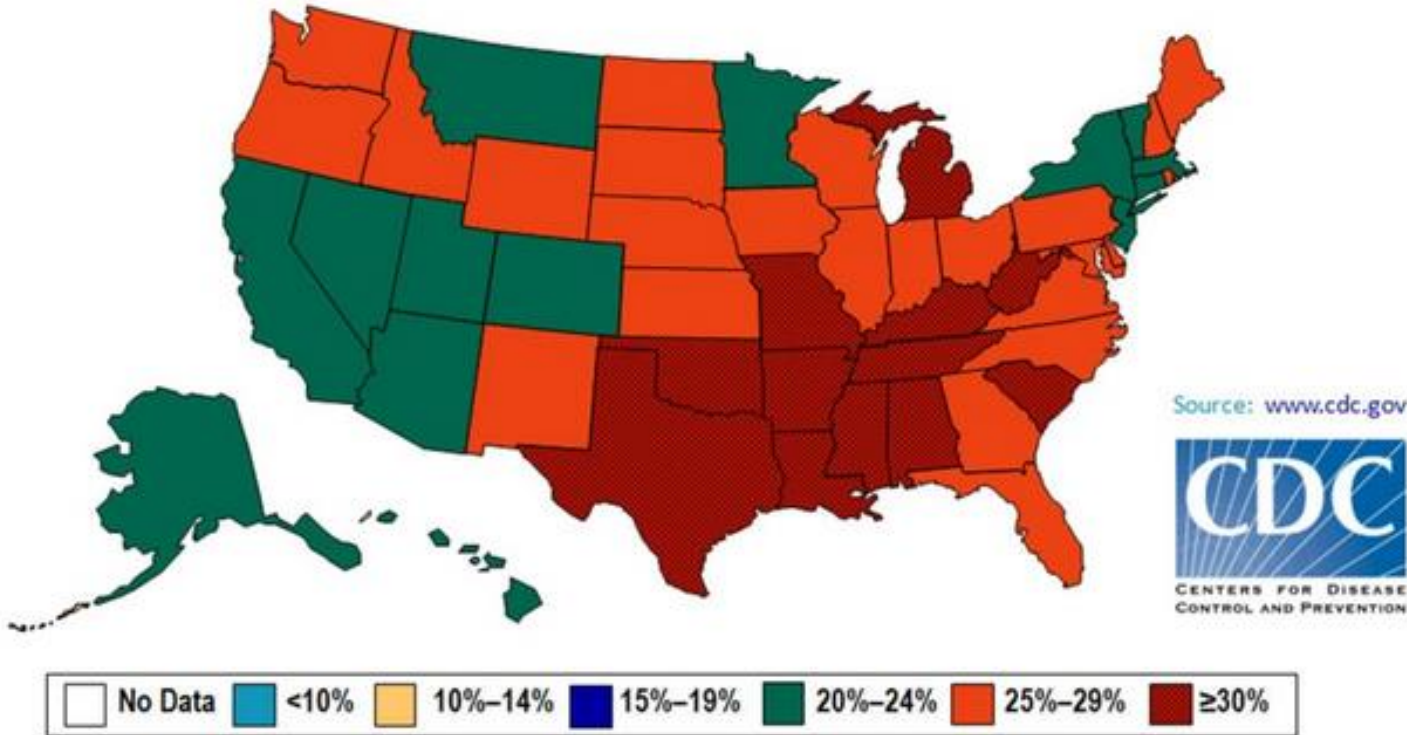 Source: www.cdc.gov
CDC
CENTERS FOR DISEASE
CONTROL AND PREVENTION
No Data <10% 10%–14% 15%–19% 20%–24% 25%–29% ≥30%